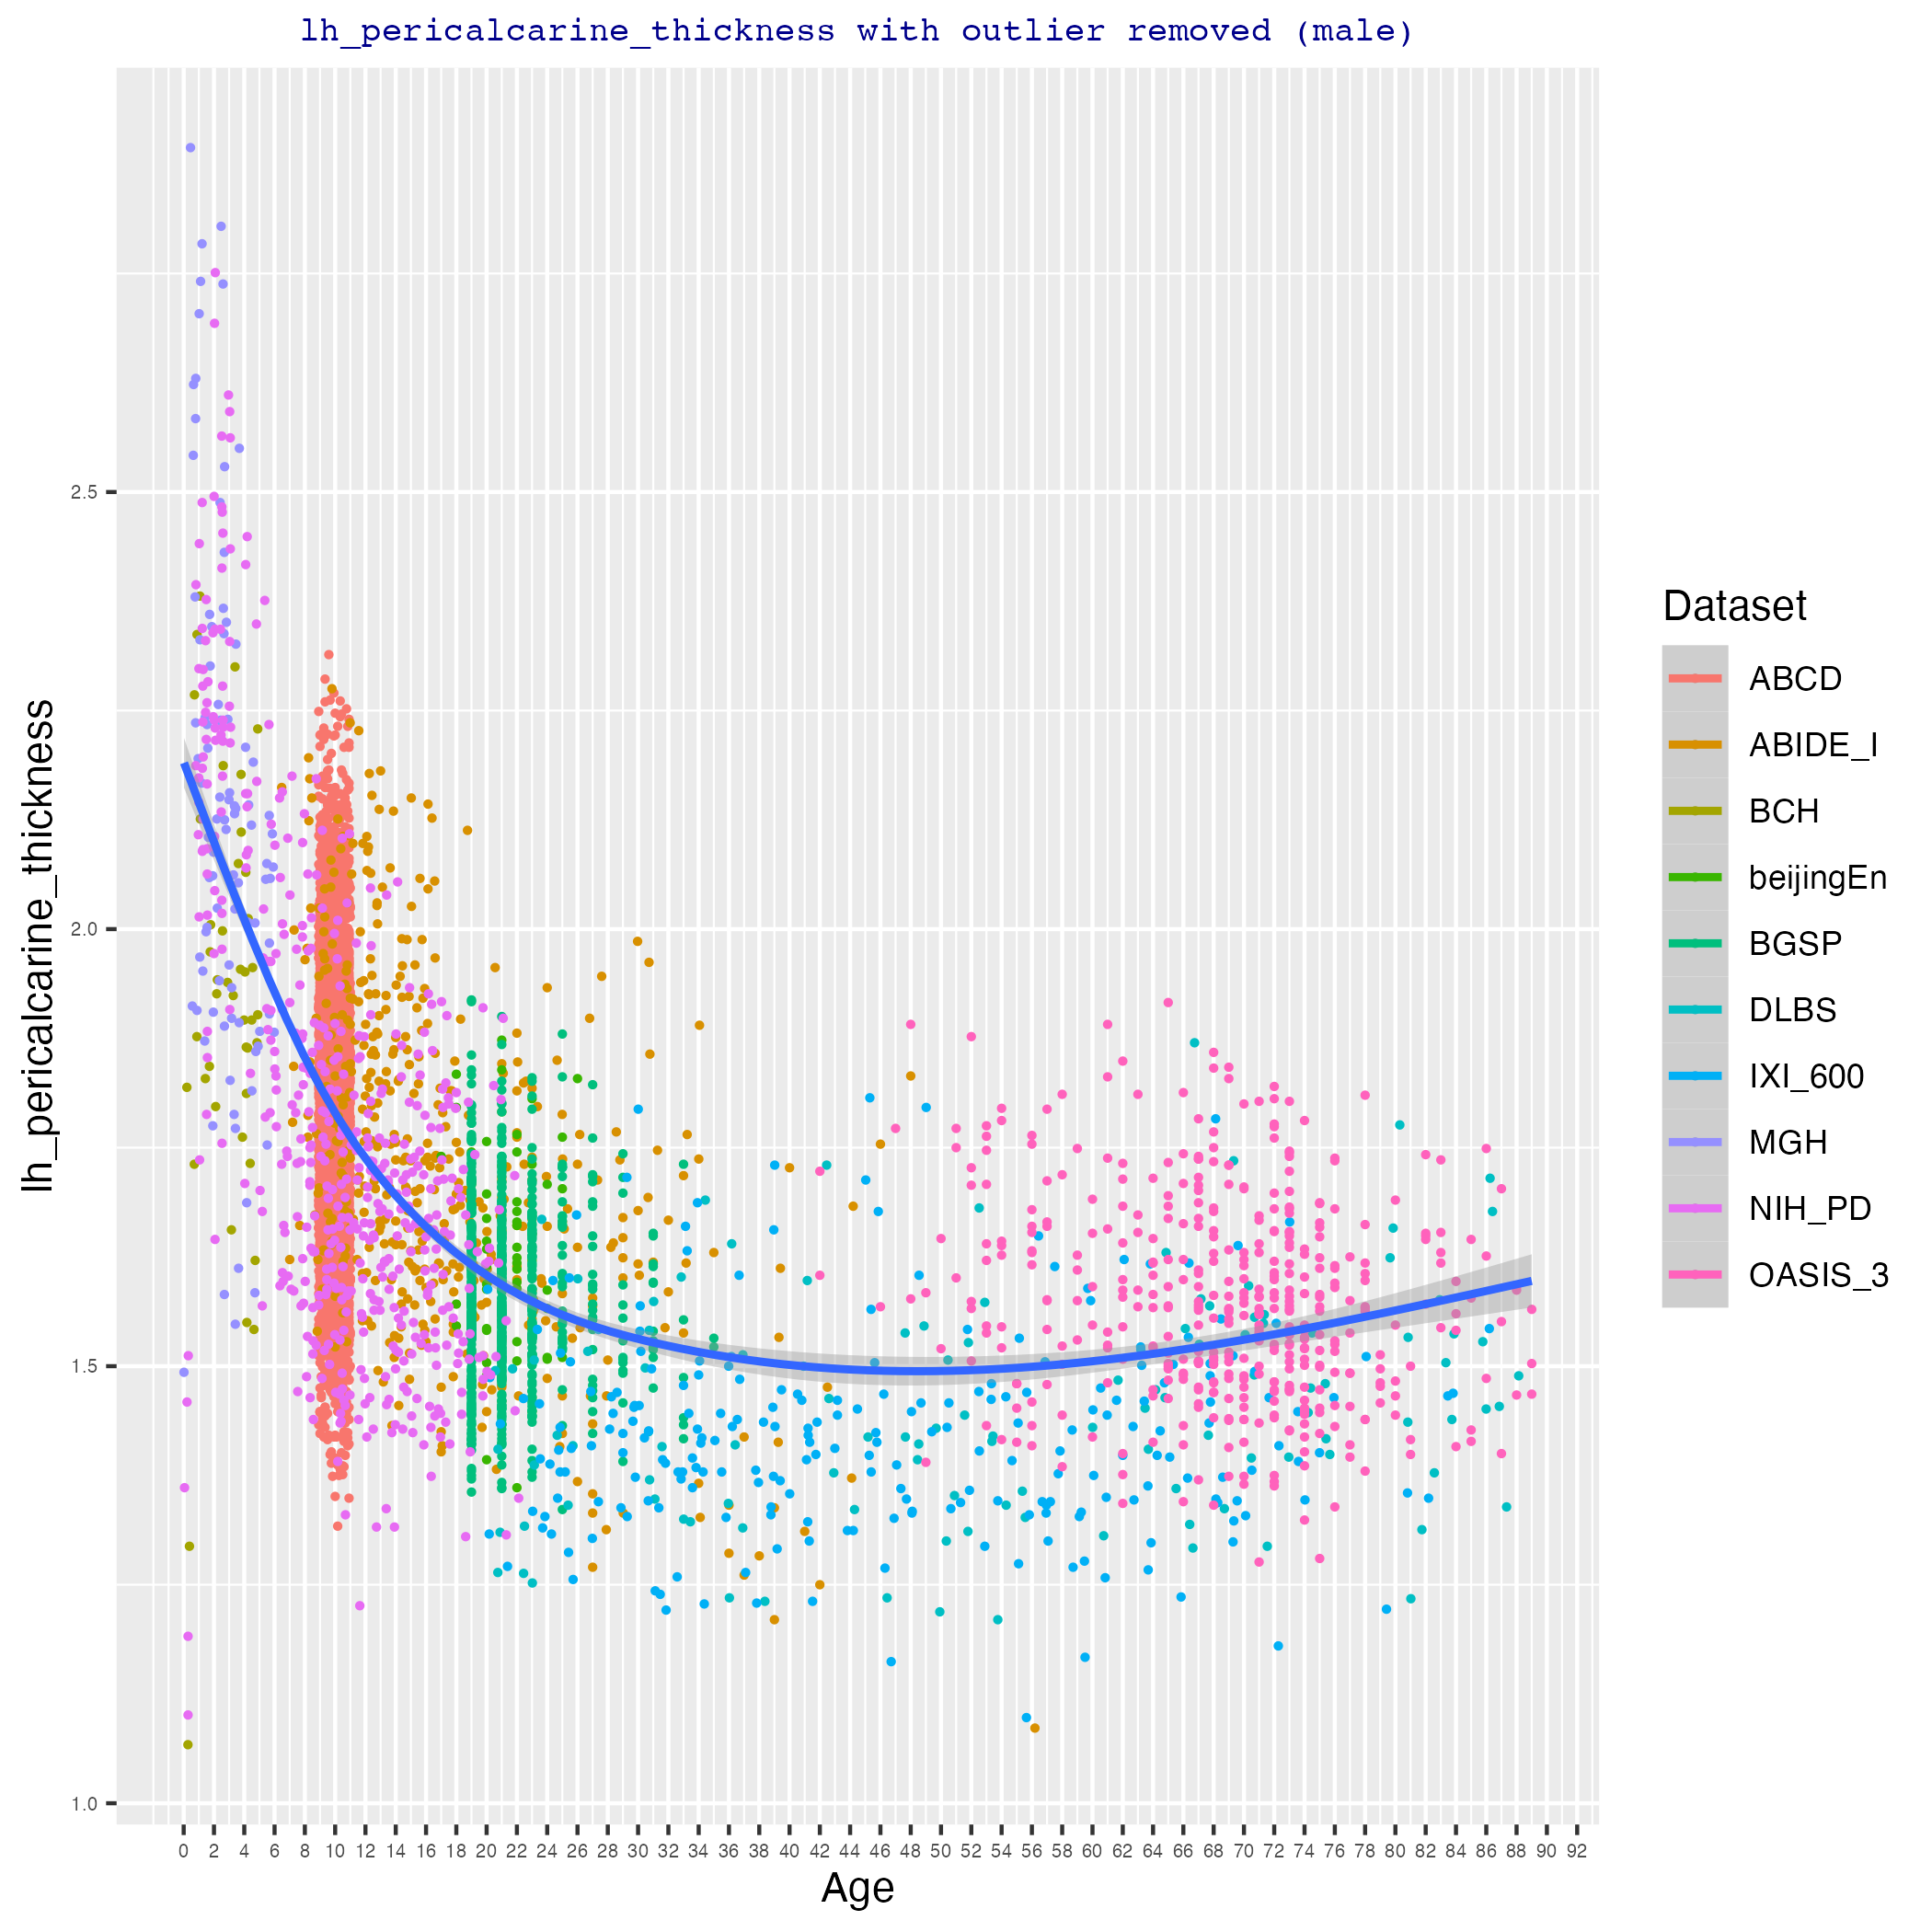 lh_pericalcarine_thickness with outlier removed (male)
lh_pericalcarine_thickness
2.5
2.0
1.5
1.0
0 2 4 6 8 10 12 14 16 18 20 22 24 26 28 30 32 34 36 38 40 42 44 46 48 50 52 54 56 58 60 62 64 66 68 70 72 74 76 78 80 82 84 86 88 90 92
Age
Dataset
ABCD
ABIDE_I
BCH
beijingEn
BGSP
DLBS
IXI_600
MGH
NIH_PD
OASIS_3